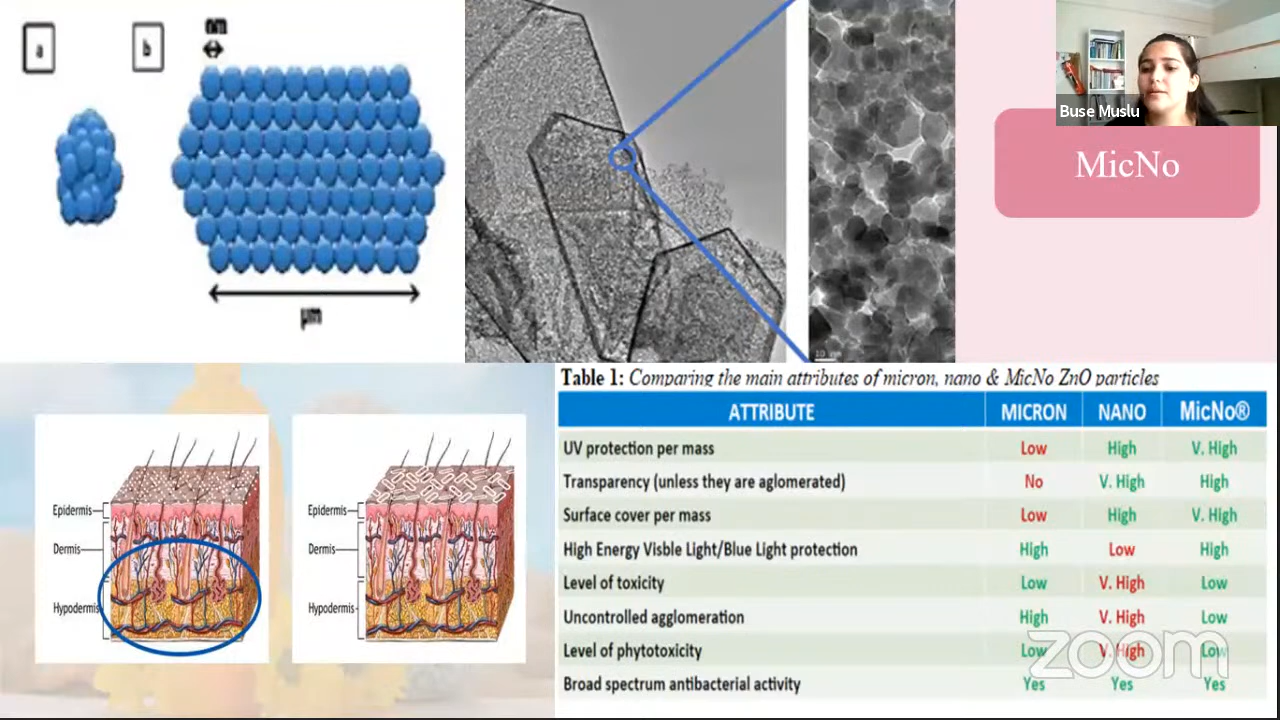 a
b
nm
µm
Buse Muslu
MicNo
Epidermis
Dermis
Hypodermis
Epidermis
Dermis
Hypodermis
Table 1: Comparing the main attributes of micron, nano & MicNo ZnO particles
ATTRIBUTE MICRON NANO MicNo®
UV protection per mass Low High V. High
Transparency (unless they are aglomerated) No V. High High
Surface cover per mass Low High V. High
High Energy Visble Light/Blue Light protection High Low High
Level of toxicity Low V. High Low
Uncontrolled agglomeration High V. High Low
Level of phytotoxicity Low V. High Low
Broad spectrum antibacterial activity Yes Yes Yes
zoom